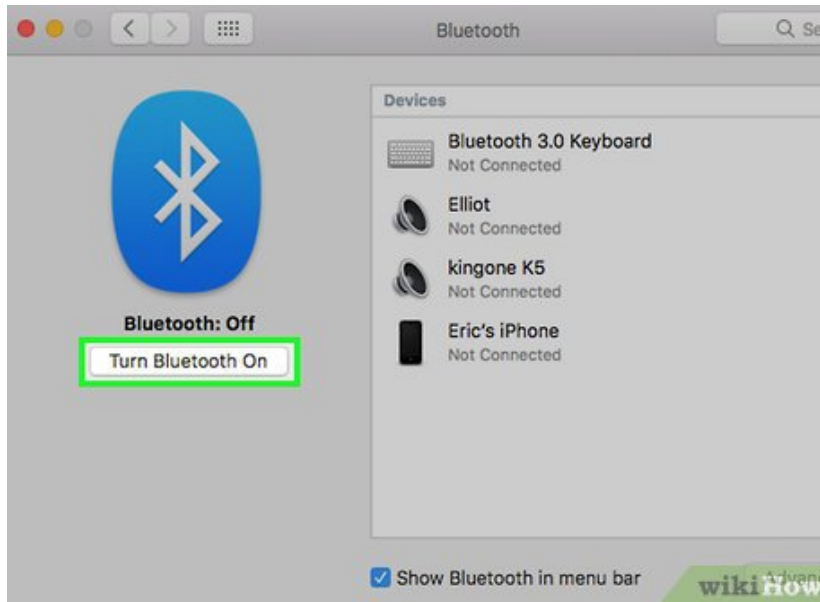 Bluetooth
Devices
Bluetooth 3.0 Keyboard
Not Connected
Elliot
Not Connected
kingone K5
Not Connected
Eric's iPhone
Not Connected
Bluetooth: Off
Turn Bluetooth On
Show Bluetooth in menu bar
wikiHow